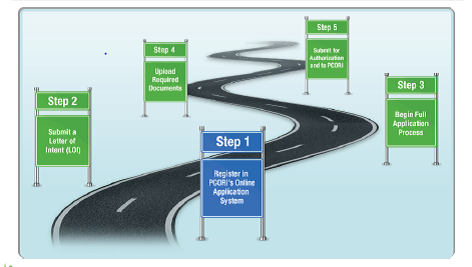 Step 1
Register in
PCORI's Online
Application
System
Step 2
Submit a
Letter of
Intent (LOI)
Step 3
Begin Full
Application
Process
Step 4
Upload
Required
Documents
Step 5
Submit for
Authorization
and to PCORI